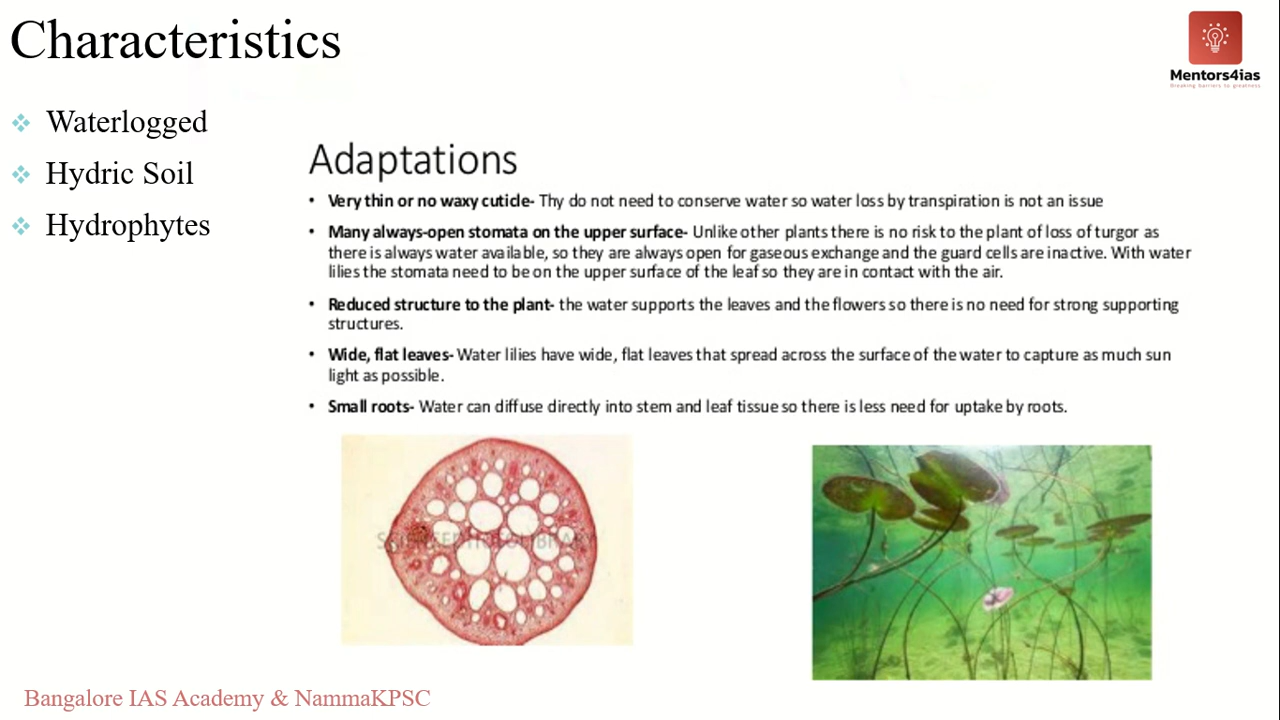 Characteristics
Mentors4ias
Breaking barriers to greatness
Waterlogged
Hydric Soil
Hydrophytes
Adaptations
• Very thin or no waxy cuticle- Thy do not need to conserve water so water loss by transpiration is not an issue
• Many always-open stomata on the upper surface- Unlike other plants there is no risk to the plant of loss of turgor as
there is always water available, so they are always open for gaseous exchange and the guard cells are inactive. With water
lilies the stomata need to be on the upper surface of the leaf so they are in contact with the air.
• Reduced structure to the plant- the water supports the leaves and the flowers so there is no need for strong supporting
structures.
• Wide, flat leaves- Water lilies have wide, flat leaves that spread across the surface of the water to capture as much sun
light as possible.
• Small roots- Water can diffuse directly into stem and leaf tissue so there is less need for uptake by roots.
Bangalore IAS Academy & NammaKPSC